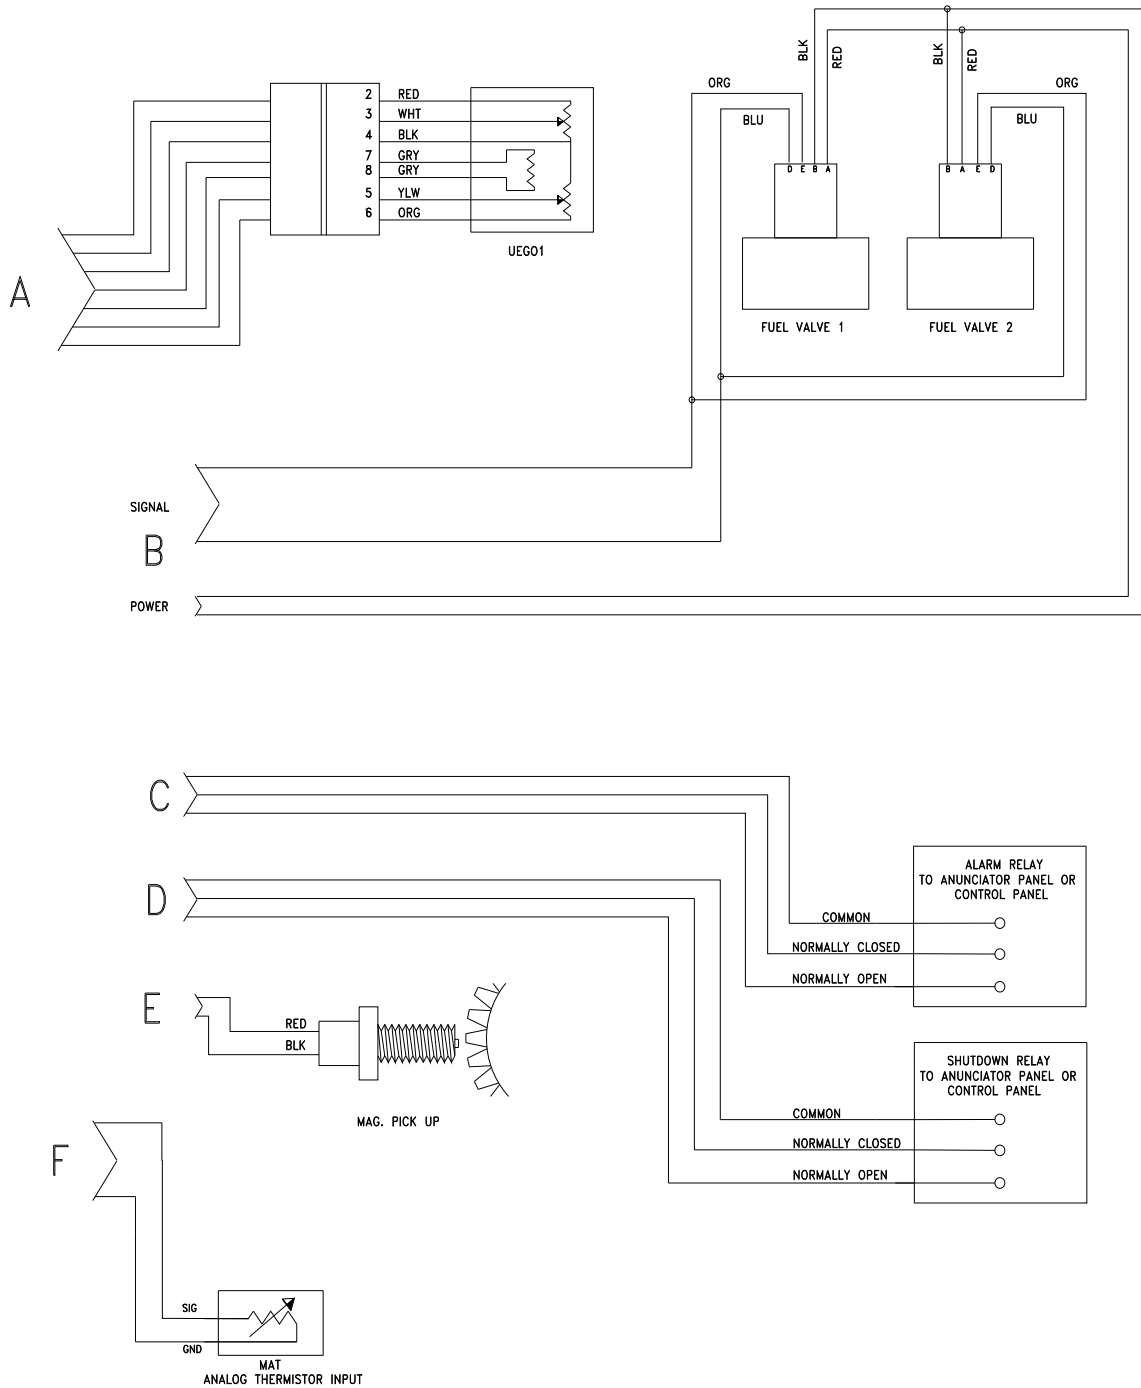 BLK
RED
BLK
RED
ORG
BLU
ORG
BLU
D E B A
B A E D
FUEL VALVE 1
FUEL VALVE 2
2 RED
3 WHT
4 BLK
7 GRY
8 GRY
5 YLW
6 ORG
UEGO1
A
SIGNAL
B
POWER
C
D
ALARM RELAY
TO ANUNCIATOR PANEL OR
CONTROL PANEL
COMMON
NORMALLY CLOSED
NORMALLY OPEN
E
RED
BLK
MAG. PICK UP
SHUTDOWN RELAY
TO ANUNCIATOR PANEL OR
CONTROL PANEL
COMMON
NORMALLY CLOSED
NORMALLY OPEN
F
SIG
GND
MAT
ANALOG THERMISTOR INPUT